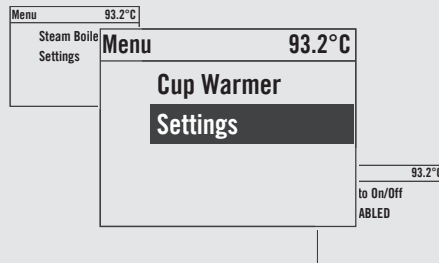 Menu 93.2°C
Steam Boile
Settings
Menu 93.2°C
Cup Warmer
Settings
93.2°C
to On/Off
ABLED